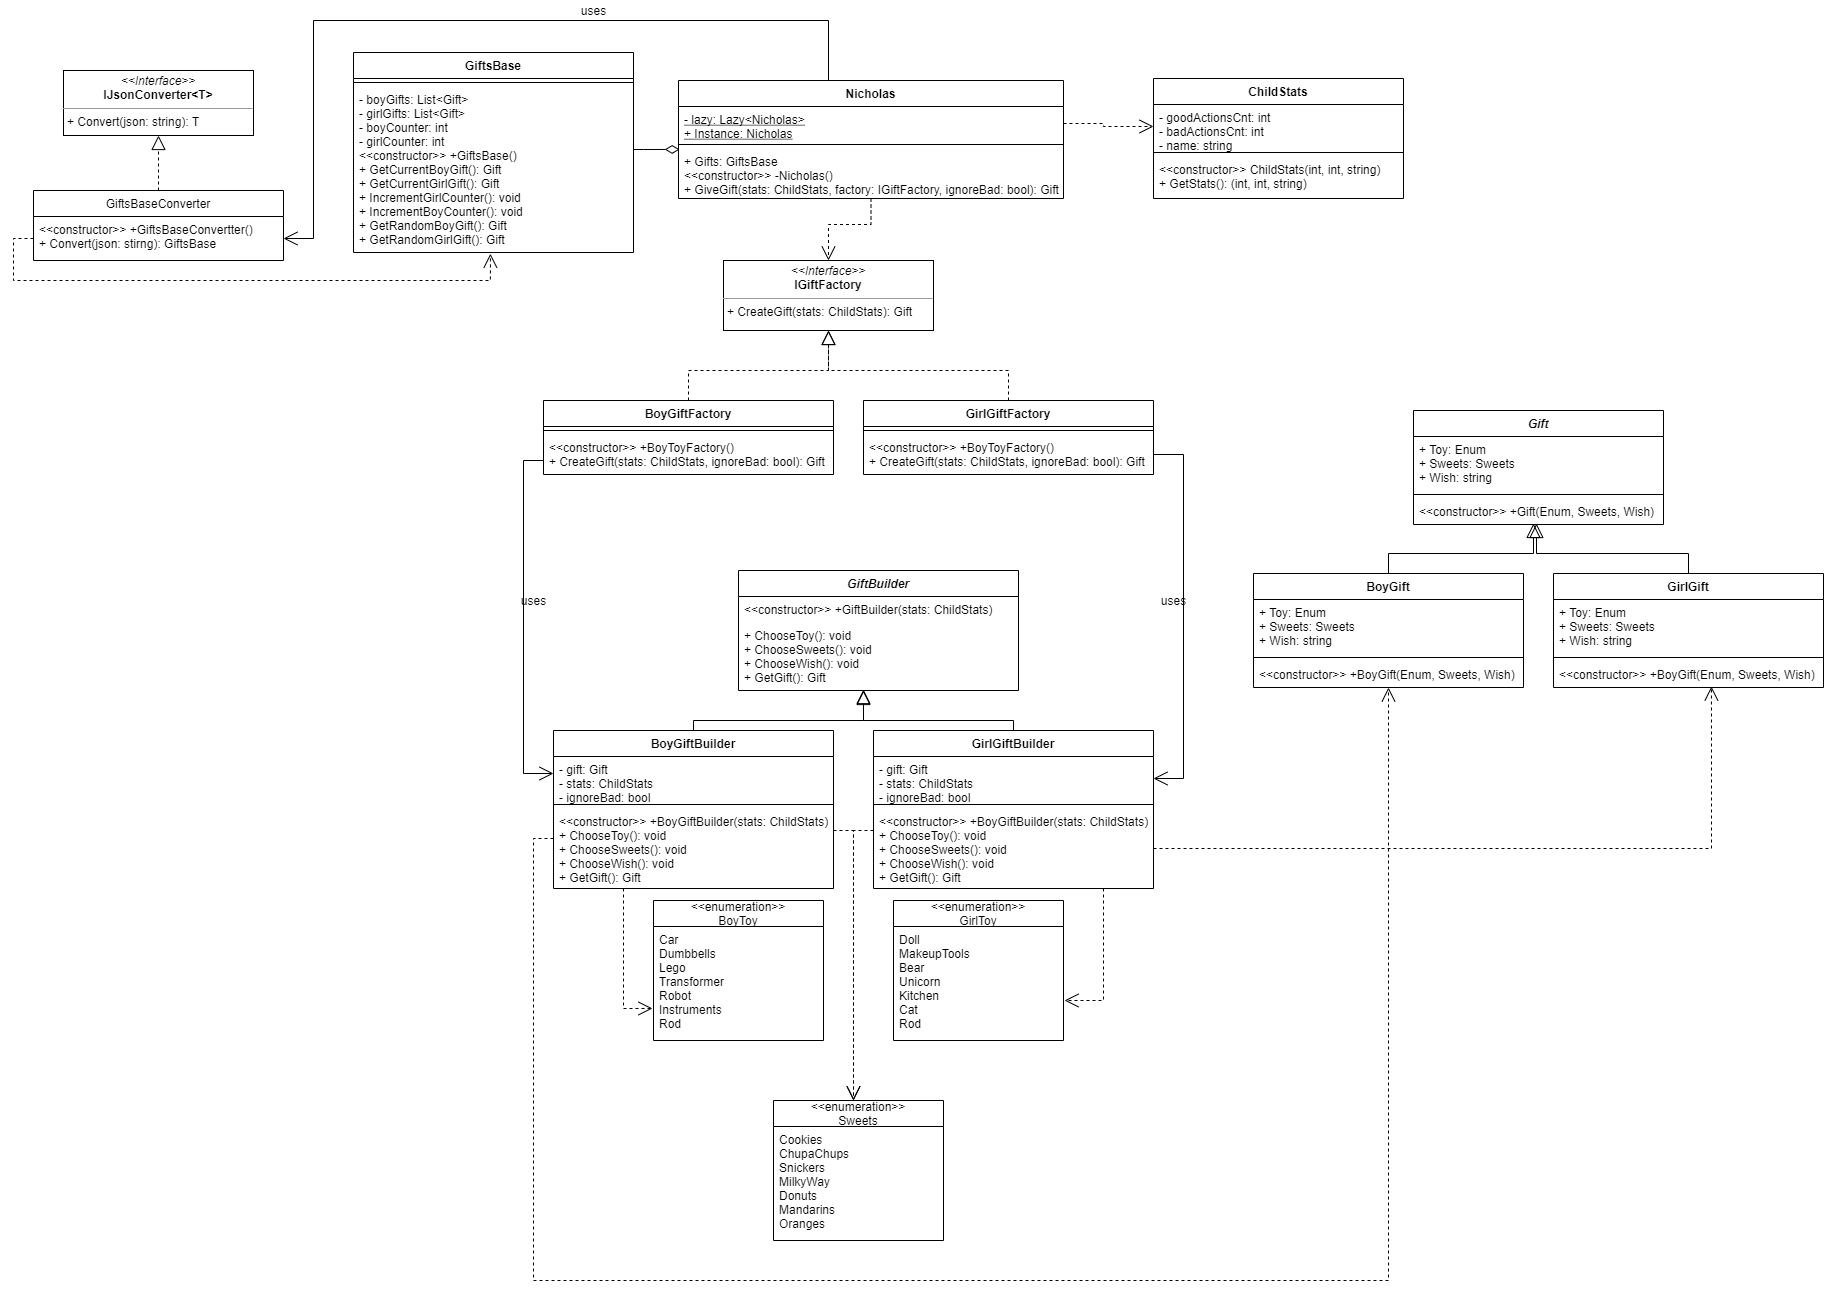 uses
<<Interface>>
IJsonConverter<T>
+ Convert(json: string): T
GiftsBaseConverter
<<constructor>> +GiftsBaseConvertter()
+ Convert(json: stirng): GiftsBase
GiftsBase
- boyGifts: List<Gift>
- girlGifts: List<Gift>
- boyCounter: int
- girlCounter: int
<<constructor>> +GiftsBase()
+ GetCurrentBoyGift(): Gift
+ GetCurrentGirlGift(): Gift
+ IncrementGirlCounter(): void
+ IncrementBoyCounter(): void
+ GetRandomBoyGift(): Gift
+ GetRandomGirlGift(): Gift
Nicholas
- lazy: Lazy<Nicholas>
+ Instance: Nicholas
+ Gifts: GiftsBase
<<constructor>> -Nicholas()
+ GiveGift(stats: ChildStats, factory: IGiftFactory, ignoreBad: bool): Gift
ChildStats
- goodActionsCnt: int
- badActionsCnt: int
- name: string
<<constructor>> ChildStats(int, int, string)
+ GetStats(): (int, int, string)
<<Interface>>
IGiftFactory
+ CreateGift(stats: ChildStats): Gift
BoyGiftFactory
<<constructor>> +BoyToyFactory()
+ CreateGift(stats: ChildStats, ignoreBad: bool): Gift
GirlGiftFactory
<<constructor>> +BoyToyFactory()
+ CreateGift(stats: ChildStats, ignoreBad: bool): Gift
Gift
+ Toy: Enum
+ Sweets: Sweets
+ Wish: string
<<constructor>> +Gift(Enum, Sweets, Wish)
uses
GiftBuilder
<<constructor>> +GiftBuilder(stats: ChildStats)
+ ChooseToy(): void
+ ChooseSweets(): void
+ ChooseWish(): void
+ GetGift(): Gift
uses
BoyGift
+ Toy: Enum
+ Sweets: Sweets
+ Wish: string
<<constructor>> +BoyGift(Enum, Sweets, Wish)
GirlGift
+ Toy: Enum
+ Sweets: Sweets
+ Wish: string
<<constructor>> +BoyGift(Enum, Sweets, Wish)
BoyGiftBuilder
- gift: Gift
- stats: ChildStats
- ignoreBad: bool
<<constructor>> +BoyGiftBuilder(stats: ChildStats)
+ ChooseToy(): void
+ ChooseSweets(): void
+ ChooseWish(): void
+ GetGift(): Gift
GirlGiftBuilder
- gift: Gift
- stats: ChildStats
- ignoreBad: bool
<<constructor>> +BoyGiftBuilder(stats: ChildStats)
+ ChooseToy(): void
+ ChooseSweets(): void
+ ChooseWish(): void
+ GetGift(): Gift
<<enumeration>>
BoyToy
Car
Dumbbells
Lego
Transformer
Robot
Instruments
Rod
<<enumeration>>
GirlToy
Doll
MakeupTools
Bear
Unicorn
Kitchen
Cat
Rod
<<enumeration>>
Sweets
Cookies
ChupaChups
Snickers
MilkyWay
Donuts
Mandarins
Oranges